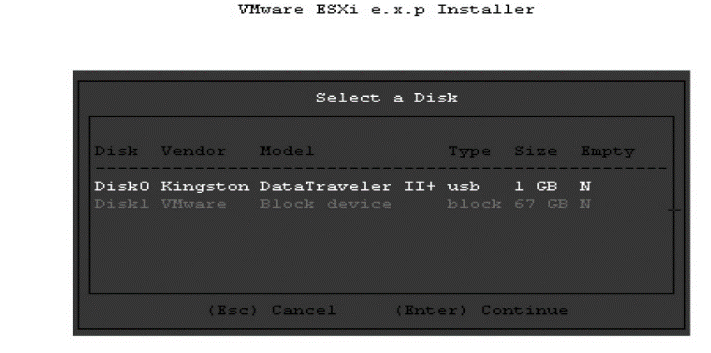 VMware ESXi e.x.p Installer
Select a Disk
Disk Vendor Model Type Size Empty
Disk0 Kingston DataTraveler II+ usb 1 GB N
Disk1 VMware Block device block 67 GB N
(Esc) Cancel (Enter) Continue